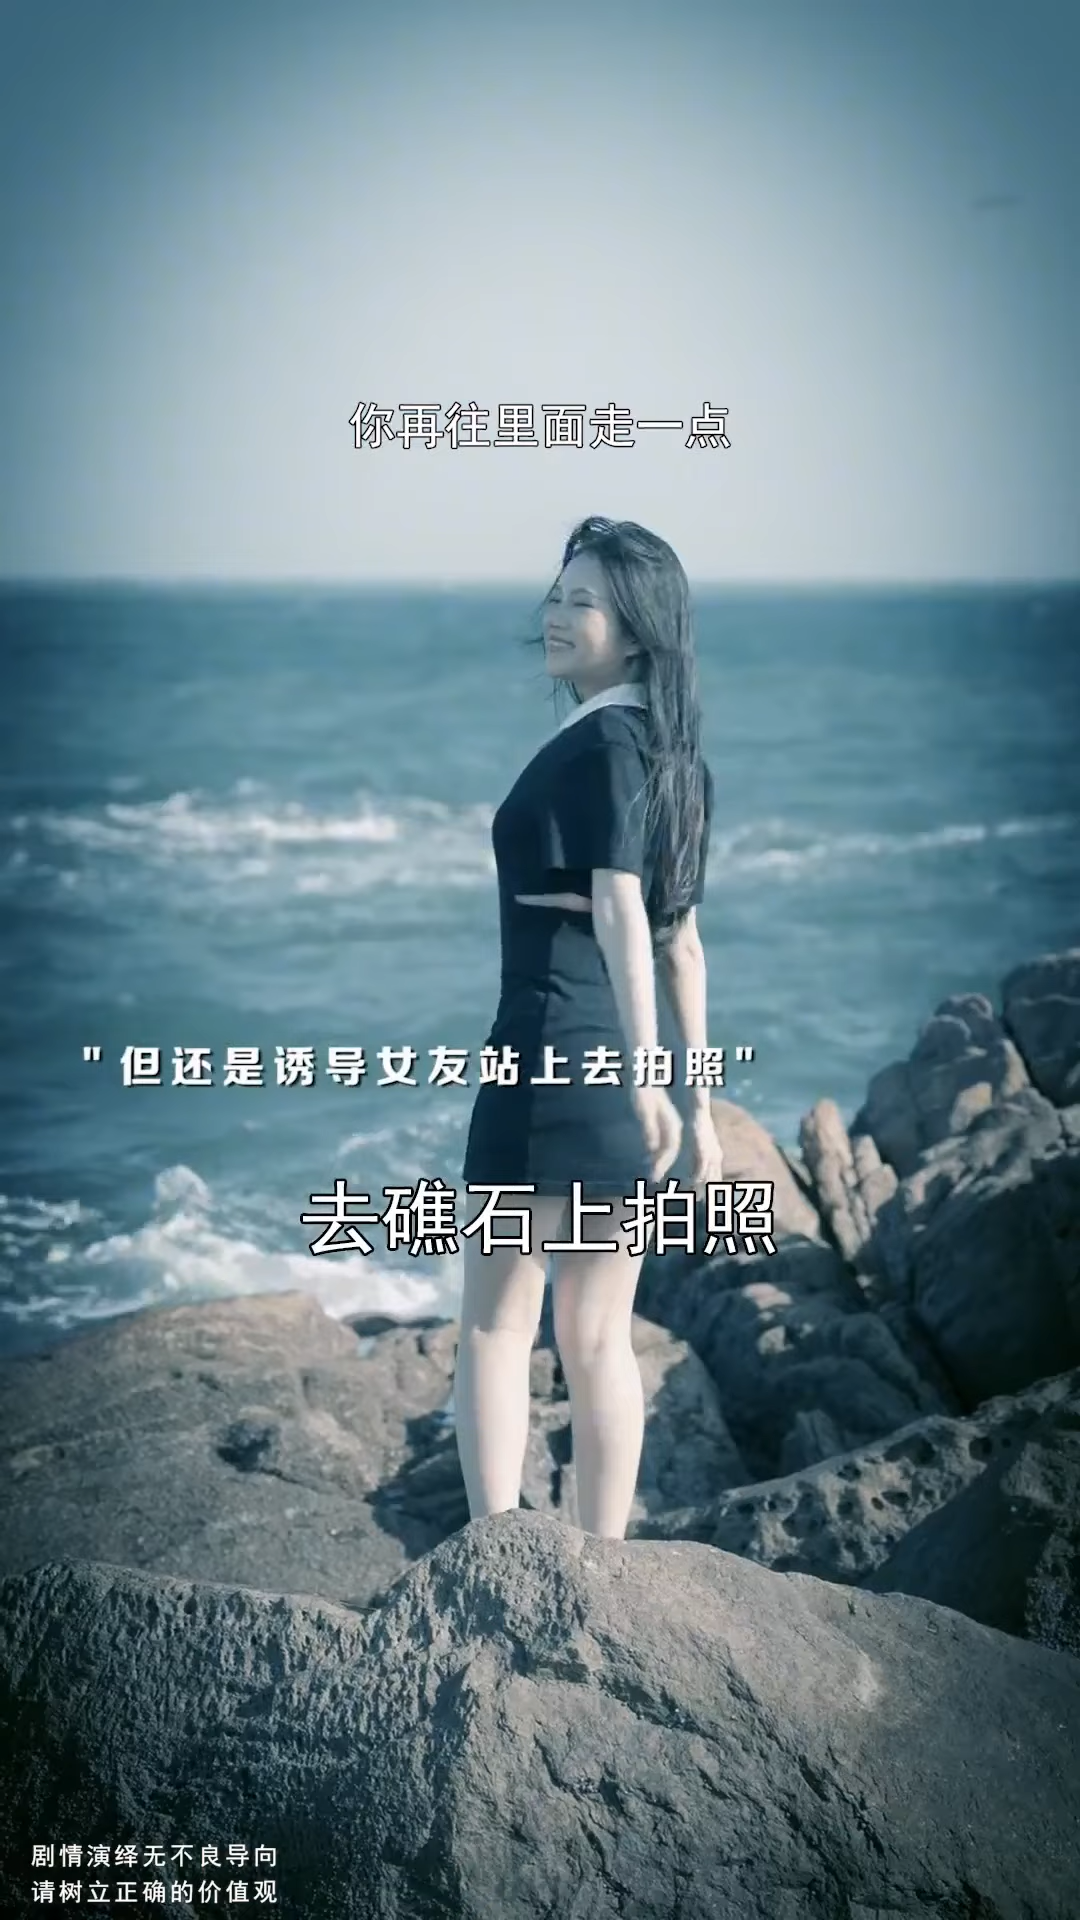 你再往里面走一点
"但还是诱导女友站上去拍照"
去礁石上拍照
剧情演绎无不良导向
请树立正确的价值观